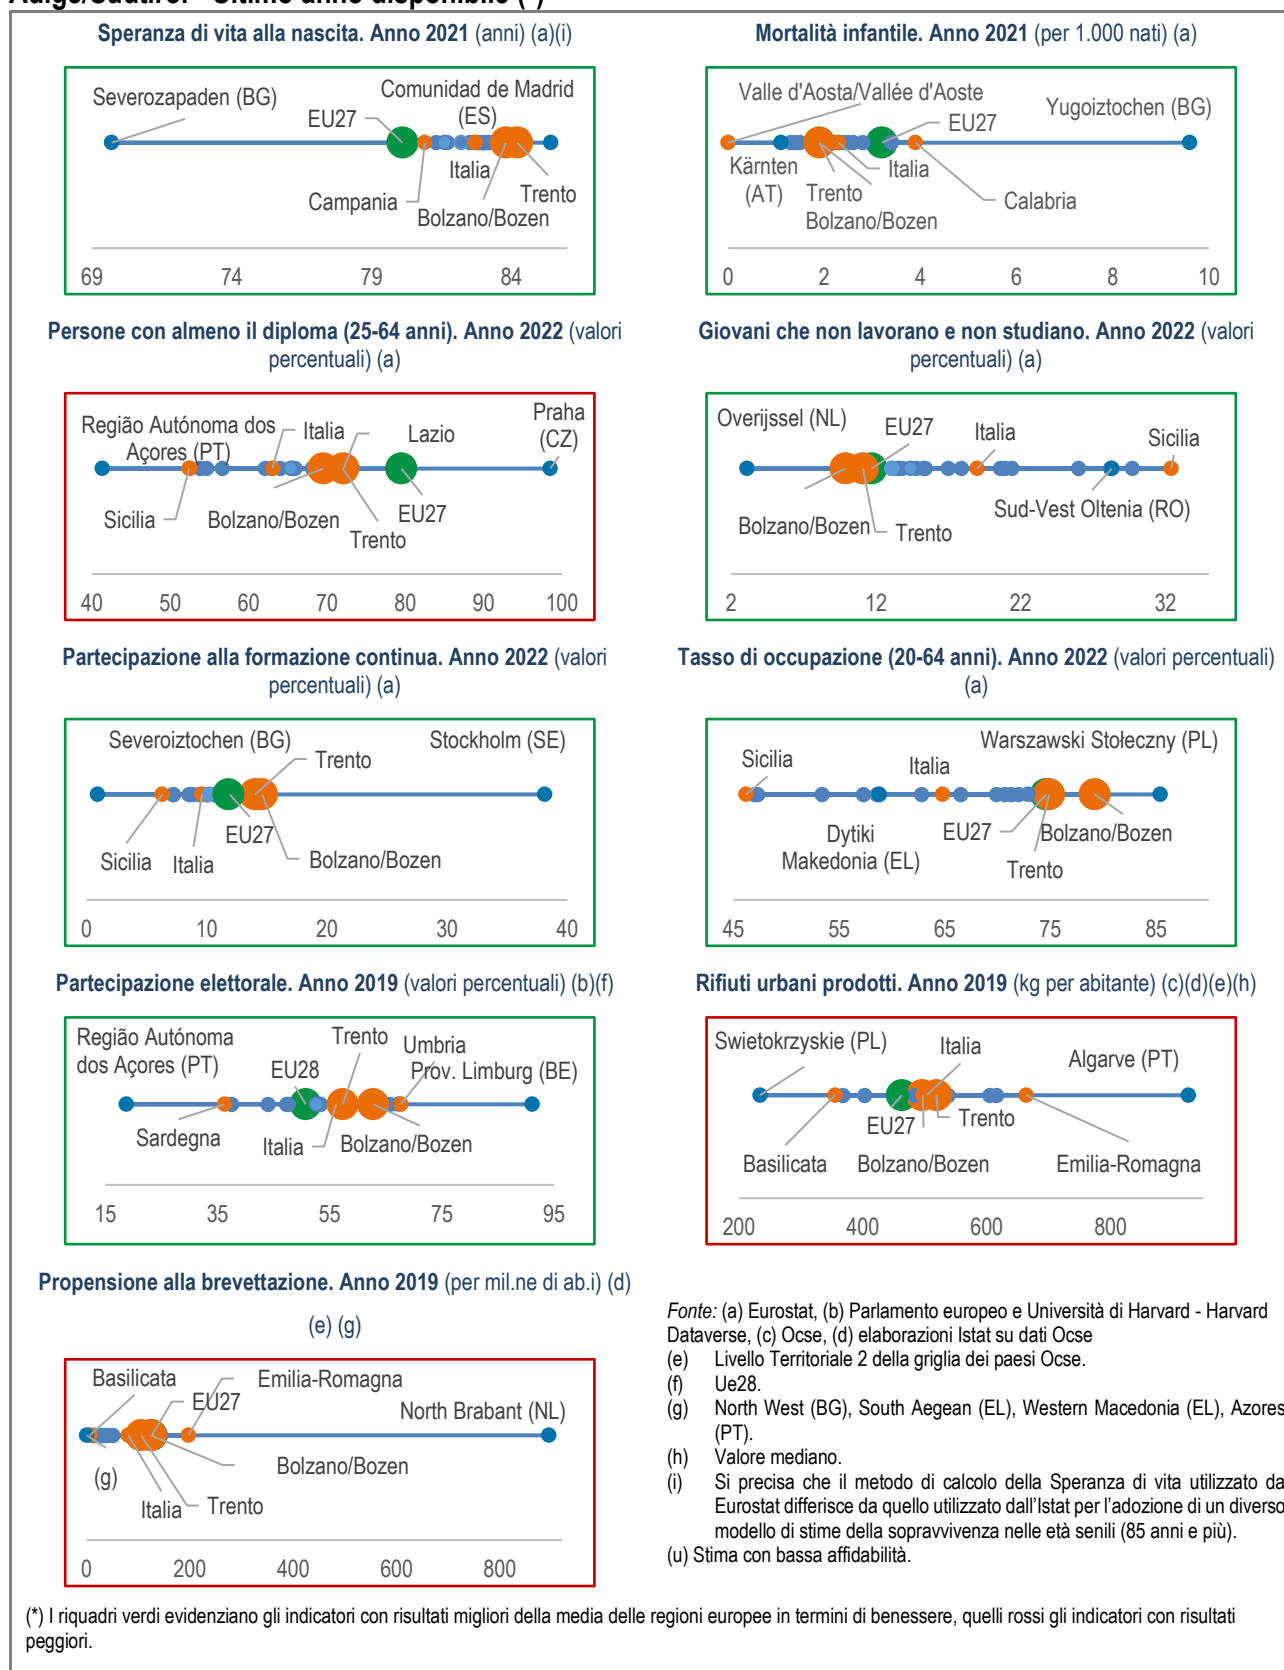 Speranza di vita alla nascita. Anno 2021 (anni) (a)(i)
Severozapaden (BG)
EU27
Comunidad de Madrid
(ES)
Campania
Italia
Bolzano/Bozen
Trento
69 74 79 84
Mortalità infantile. Anno 2021 (per 1.000 nati) (a)
Valle d'Aosta/Vallée d'Aoste
EU27
Yugoiztochen (BG)
Kärnten
(AT)
Trento
Bolzano/Bozen
Italia
Calabria
0 2 4 6 8 10
Persone con almeno il diploma (25-64 anni). Anno 2022 (valori
percentuali) (a)
Região Autónoma dos
Açores (PT)
Italia
Lazio
Praha
(CZ)
Sicilia
Bolzano/Bozen
Trento
EU27
40 50 60 70 80 90 100
Giovani che non lavorano e non studiano. Anno 2022 (valori
percentuali) (a)
Overijssel (NL)
EU27
Italia
Sicilia
Bolzano/Bozen
Trento
Sud-Vest Oltenia (RO)
2 12 22 32
Partecipazione alla formazione continua. Anno 2022 (valori
percentuali) (a)
Severoiztochen (BG)
Trento
Stockholm (SE)
Sicilia
Italia
EU27
Bolzano/Bozen
0 10 20 30 40
Tasso di occupazione (20-64 anni). Anno 2022 (valori percentuali)
(a)
Sicilia
Italia
Warszawski Stołeczny (PL)
Dytiki
Makedonia (EL)
EU27
Trento
Bolzano/Bozen
45 55 65 75 85
Partecipazione elettorale. Anno 2019 (valori percentuali) (b)(f)
Região Autónoma
dos Açores (PT)
EU28
Trento
Umbria
Prov. Limburg (BE)
Sardegna
Italia
Bolzano/Bozen
15 35 55 75 95
Rifiuti urbani prodotti. Anno 2019 (kg per abitante) (c)(d)(e)(h)
Swietokrzyskie (PL)
Italia
Algarve (PT)
EU27
Trento
Basilicata
Bolzano/Bozen
Emilia-Romagna
200 400 600 800
Propensione alla brevettazione. Anno 2019 (per mil.ne di ab.i) (d)
(e) (g)
Basilicata
EU27
Emilia-Romagna
North Brabant (NL)
(g)
Italia
Trento
Bolzano/Bozen
0 200 400 600 800
Fonte: (a) Eurostat, (b) Parlamento europeo e Università di Harvard - Harvard
Dataverse, (c) Ocse, (d) elaborazioni Istat su dati Ocse
(e) Livello Territoriale 2 della griglia dei paesi Ocse.
(f) Ue28.
(g) North West (BG), South Aegean (EL), Western Macedonia (EL), Azores
(PT).
(h) Valore mediano.
(i) Si precisa che il metodo di calcolo della Speranza di vita utilizzato da
Eurostat differisce da quello utilizzato dall'Istat per l'adozione di un diverso
modello di stime della sopravvivenza nelle età senili (85 anni e più).
(u) Stima con bassa affidabilità.
(*) I riquadri verdi evidenziano gli indicatori con risultati migliori della media delle regioni europee in termini di benessere, quelli rossi gli indicatori con risultati
peggiori.